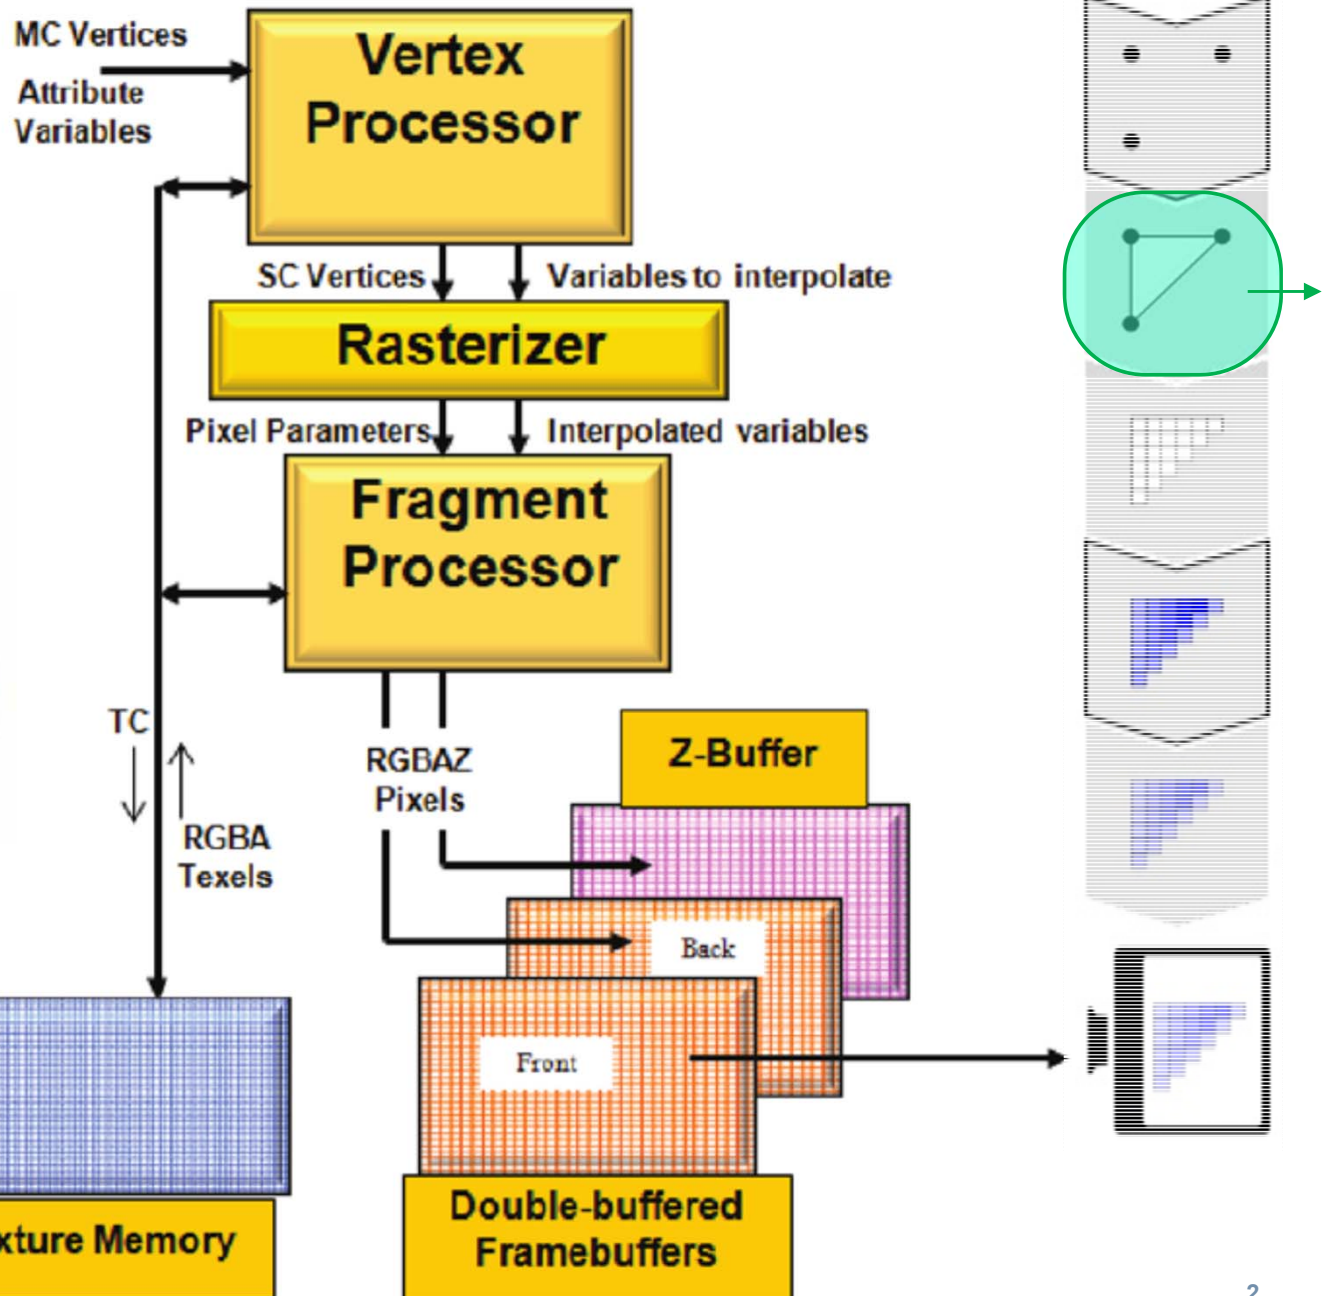 MC Vertices
Attribute
Variables
Vertex
Processor
SC Vertices
Variables to interpolate
Rasterizer
Pixel Parameters
Interpolated variables
Fragment
Processor
TC
RGBA
Texels
RGBAZ
Pixels
Z-Buffer
Back
Front
xture Memory
Double-buffered
Framebuffers
2